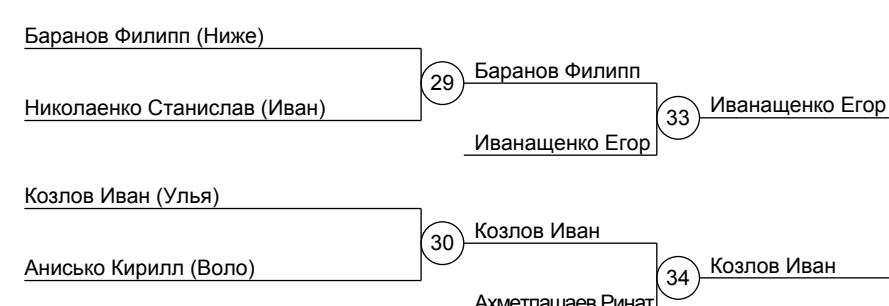 Баранов Филипп (Ниже)
29
Баранов Филипп
Николаенко Станислав (Иван)
33
Иванащенко Егор
Иванащенко Егор
Козлов Иван (Улья)
30
Козлов Иван
Анисько Кирилл (Воло)
34
Козлов Иван
Ахметпашаев Ринат